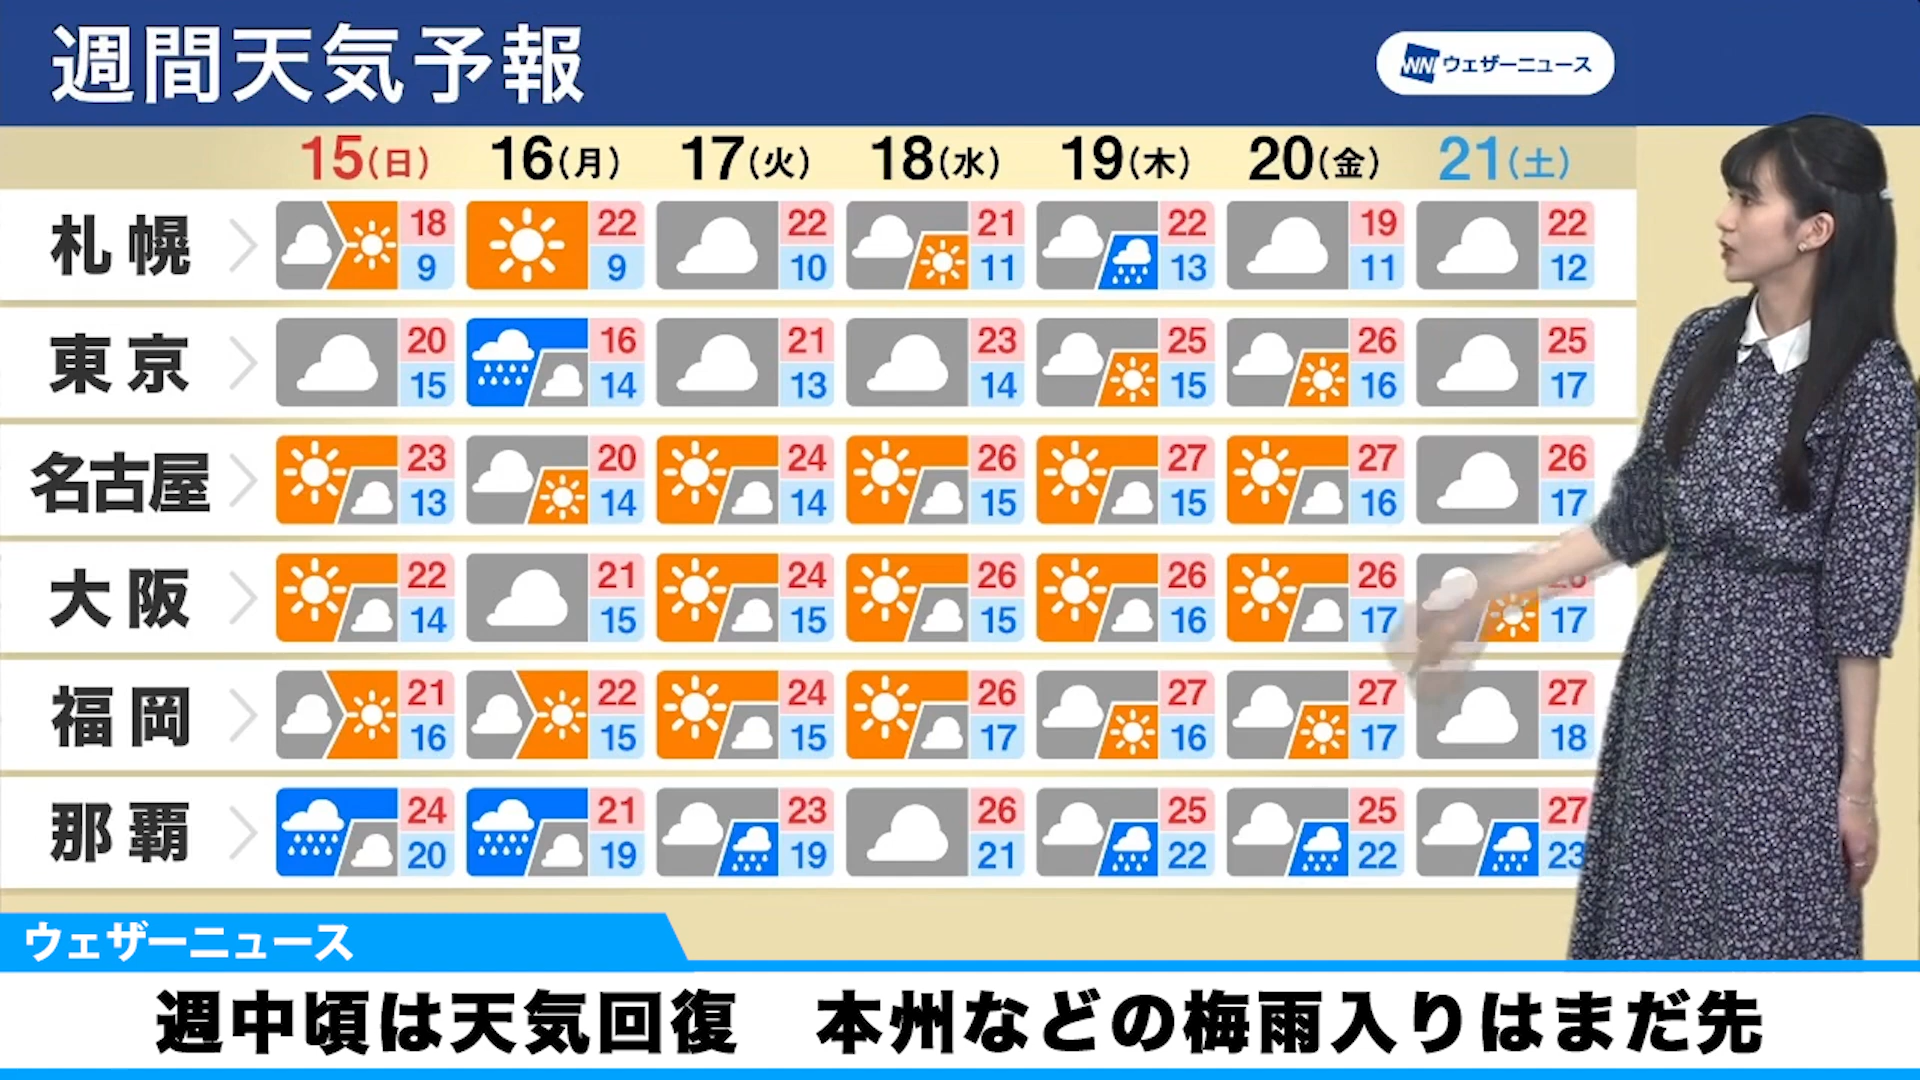 週間天気予報
WNI ウェザーニュース
15(日) 16(月) 17(火) 18(水) 19(木) 20(金) 21(土)
札幌 18 22 22 21 22 19 22
9 9 10 11 13 11 12
東京 20 16 21 23 25 26 25
15 14 13 14 15 16 17
名古屋 23 20 24 26 27 27 26
13 14 14 15 15 16 17
大阪 22 21 24 26 26 26
14 15 15 15 16 17 17
福岡 21 22 24 26 27 27 27
16 15 15 17 16 17 18
那覇 24 21 23 26 25 25 27
20 19 19 21 22 22 23
ウェザーニュース
週中頃は天気回復 本州などの梅雨入りはまだ先